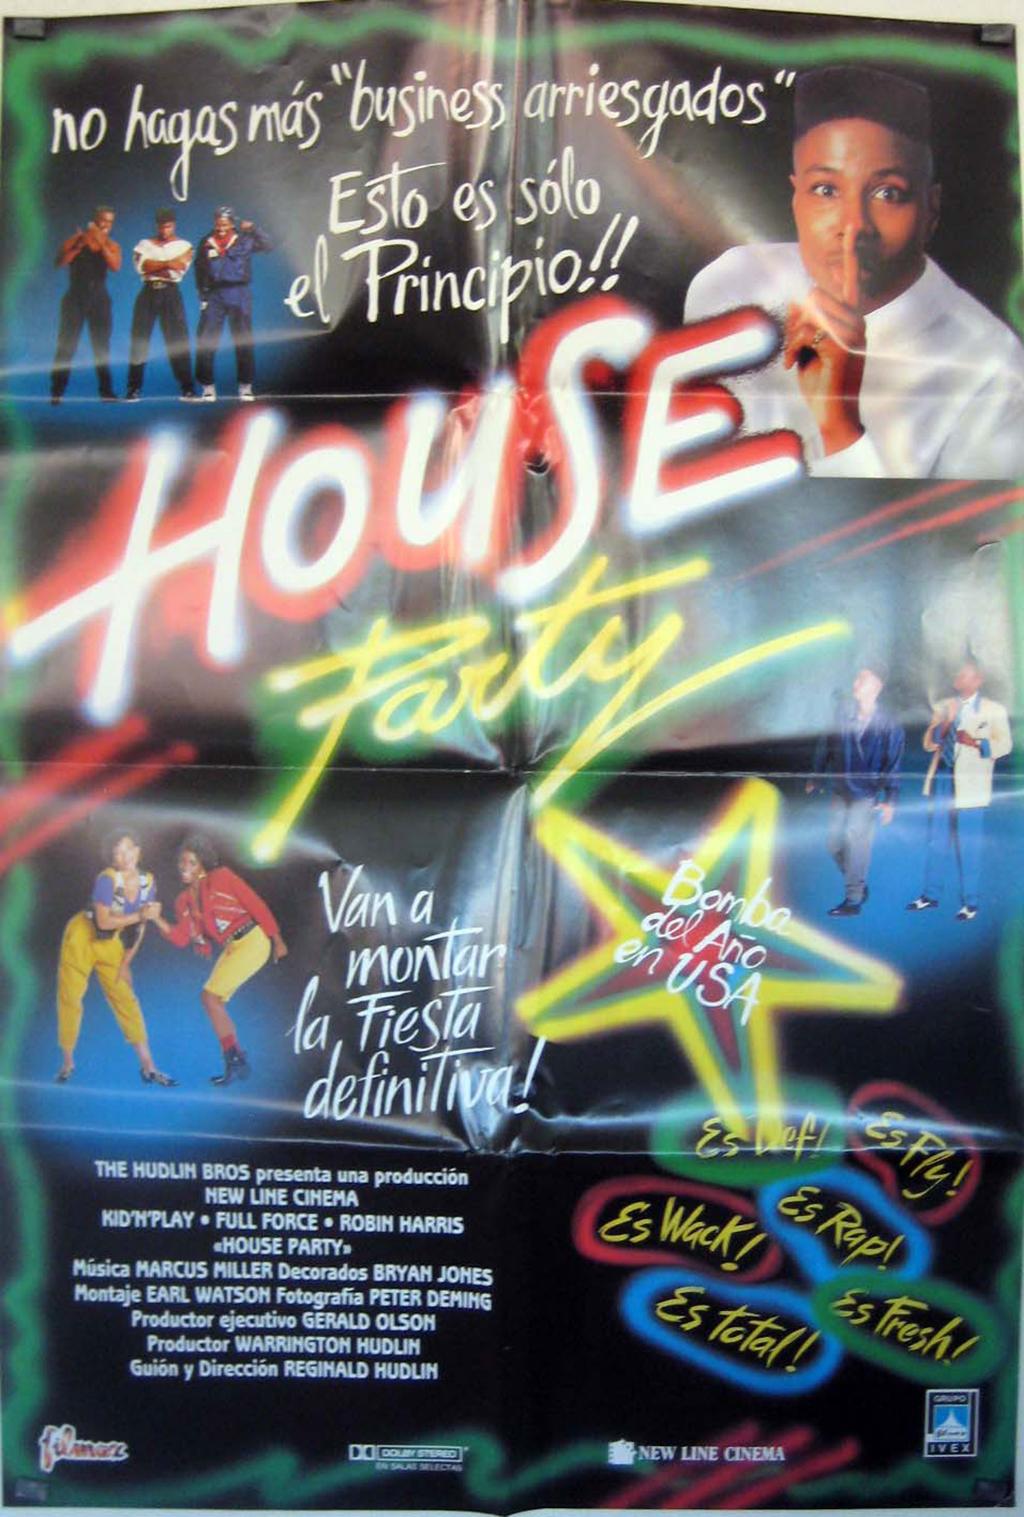 no hagas más "business arriesgados"
Esto es sólo
el Principio!!
HOUSE
Party
Van a
montar
la Fiesta
definitiva!
Bomba
del Año
en USA
Es Def!
Es Fly!
Es Wack!
Es Rap!
Es Total!
Es Fresh!
THE HUDLIN BROS presenta una producción
NEW LINE CINEMA
KID'N'PLAY • FULL FORCE • ROBIN HARRIS
«HOUSE PARTY»
Música MARCUS MILLER Decorados BRYAN JONES
Montaje EARL WATSON Fotografía PETER DEMING
Productor ejecutivo GERALD OLSON
Productor WARRINGTON HUDLIN
Guión y Dirección REGINALD HUDLIN
filmax
DOLBY STEREO
EN SALAS SELECTAS
NEW LINE CINEMA
GRUPO
IVEX